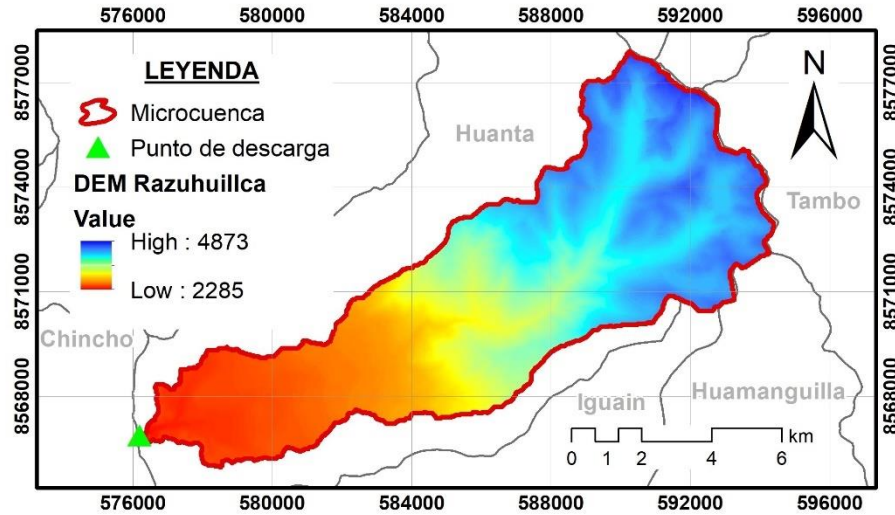 576000 580000 584000 588000 592000 596000
8577000
8574000
8571000
8568000
LEYENDA
Microcuenca
Punto de descarga
DEM Razuhuillca
Value
High : 4873
Low : 2285
Huanta
N
Tambo
Chincho
Iguain
Huamanguilla
km
0 1 2 4 6
8577000
8574000
8571000
8568000
576000 580000 584000 588000 592000 596000